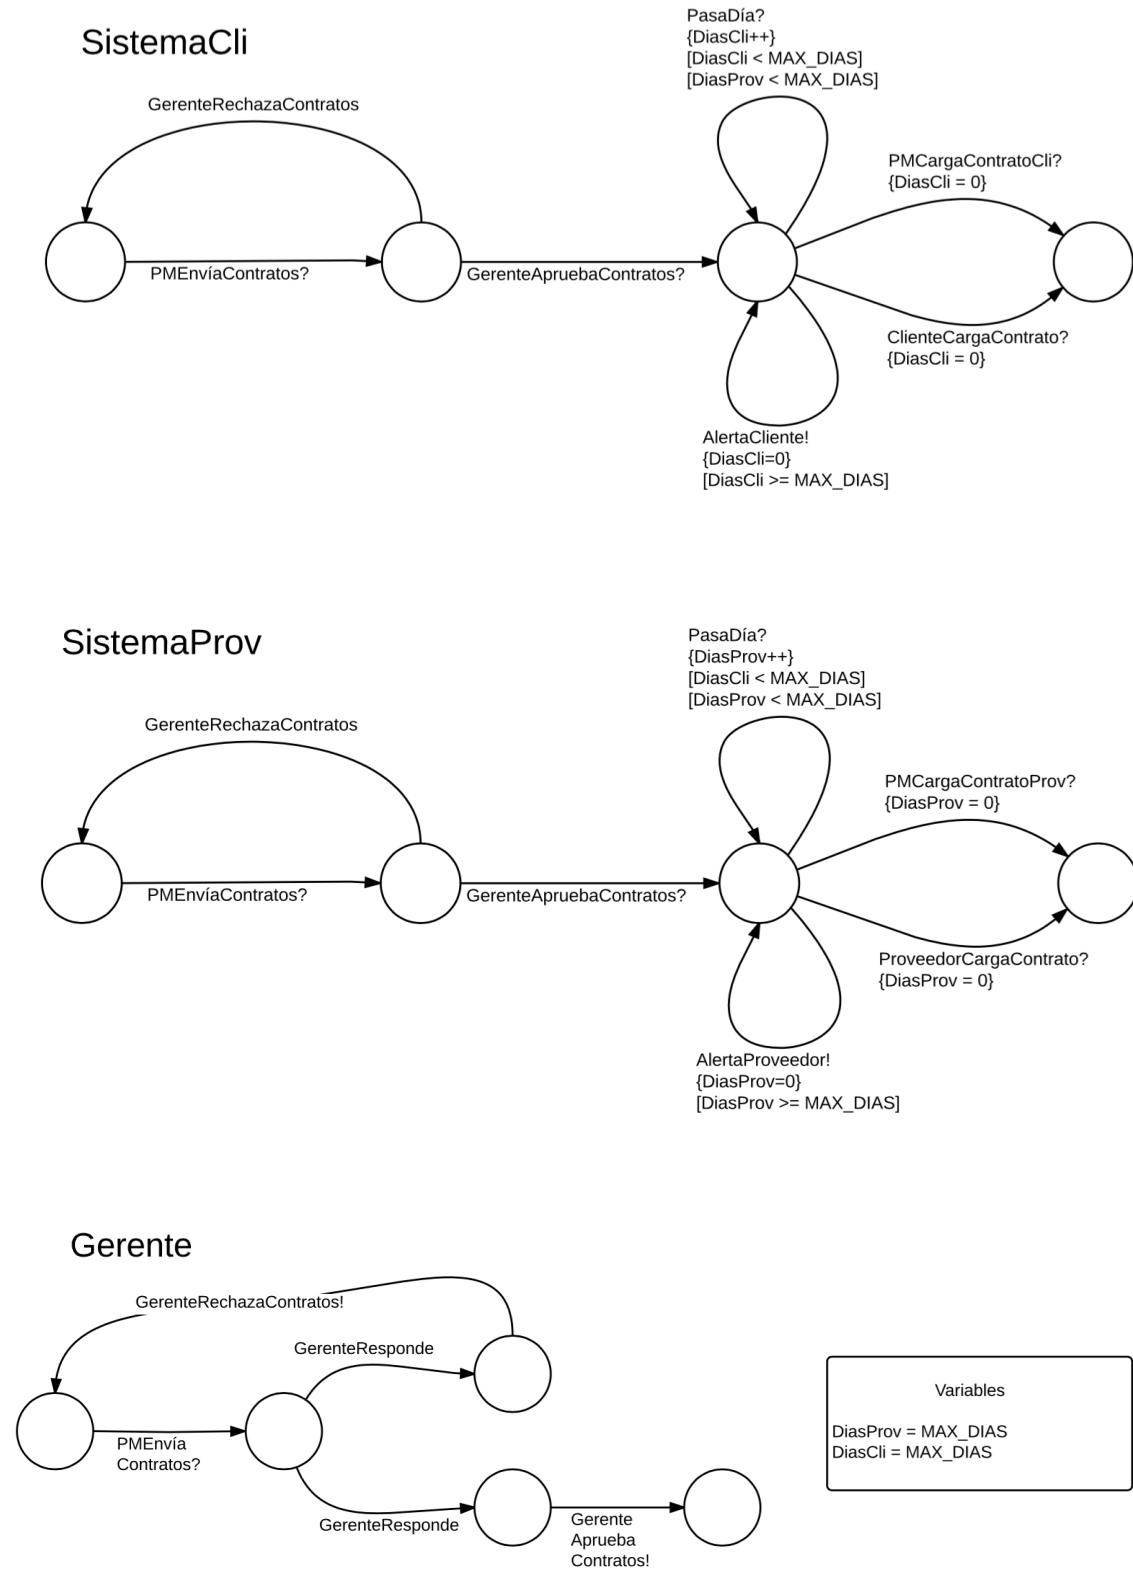 SistemaCli
PasaDía?
{DiasCli++}
[DiasCli < MAX_DIAS]
[DiasProv < MAX_DIAS]
GerenteRechazaContratos
PMCargaContratoCli?
{DiasCli = 0}
PMEnvíaContratos?
GerenteApruebaContratos?
ClienteCargaContrato?
{DiasCli = 0}
AlertaCliente!
{DiasCli=0}
[DiasCli >= MAX_DIAS]
SistemaProv
PasaDía?
{DiasProv++}
[DiasCli < MAX_DIAS]
[DiasProv < MAX_DIAS]
GerenteRechazaContratos
PMCargaContratoProv?
{DiasProv = 0}
PMEnvíaContratos?
GerenteApruebaContratos?
ProveedorCargaContrato?
{DiasProv = 0}
AlertaProveedor!
{DiasProv=0}
[DiasProv >= MAX_DIAS]
Gerente
GerenteRechazaContratos!
GerenteResponde
PMEnvía
Contratos?
GerenteResponde
Gerente
Aprueba
Contratos!
Variables
DiasProv = MAX_DIAS
DiasCli = MAX_DIAS